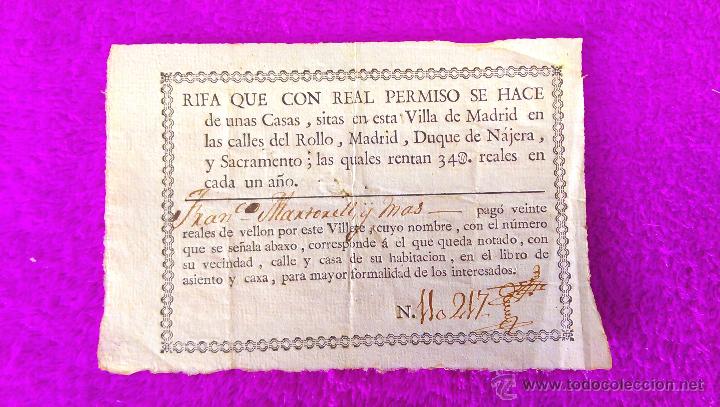 RIFA QUE CON REAL PERMISO SE HACE
de unas Casas, sitas en esta Villa de Madrid en
las calles del Rollo, Madrid, Duque de Nájera,
y Sacramento; las quales rentan 34@. reales en
cada un año.
Fran.co Martorell y Mas pagó veinte
reales de vellon por este Villete, cuyo nombre, con el número
que se señala abaxo, corresponde á el que queda notado, con
su vecindad, calle y casa de su habitacion, en el libro de
asiento y caxa, para mayor formalidad de los interesados.
N. 110217
www.todocoleccion.net